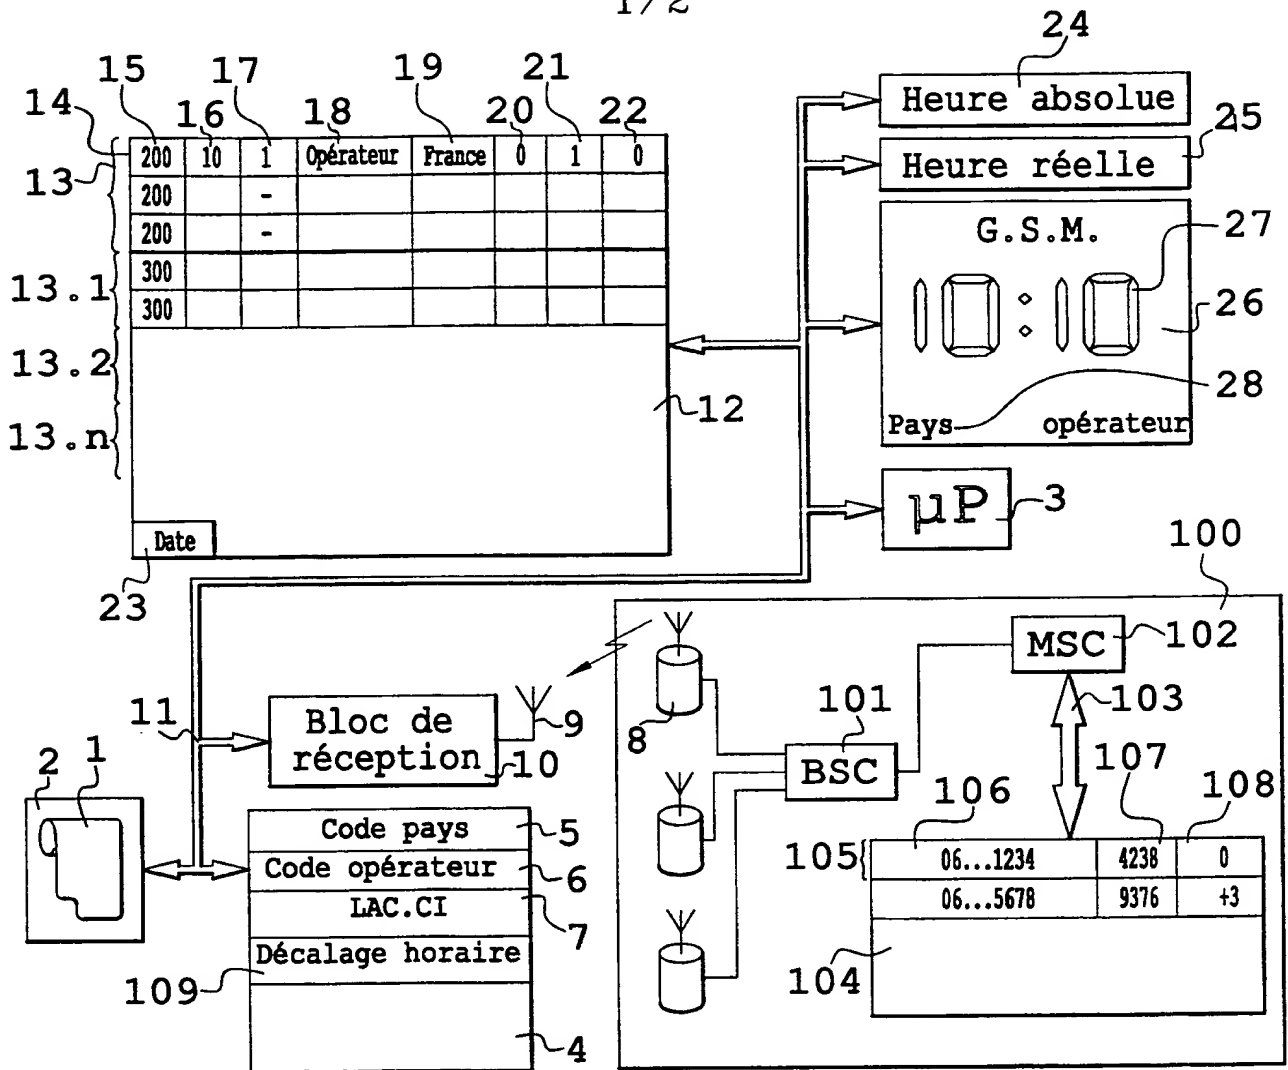 1/2
24
15 17 19 21
14 16 18 20 22
Heure absolue
25
200 10 1 Opérateur France 0 1 0
Heure réelle
13
200 -
200 -
G.S.M.
27
300
13.1
10:10
300
26
13.2
28
12
13.n
Pays opérateur
µP
3
Date
100
23
MSC
102
101
103
11
Bloc de
réception
9
8
10
BSC
2 1
107
106
108
Code pays
5
105
06...1234 4238 0
Code opérateur
6
06...5678 9376 +3
LAC.CI
7
Décalage horaire
109
104
4